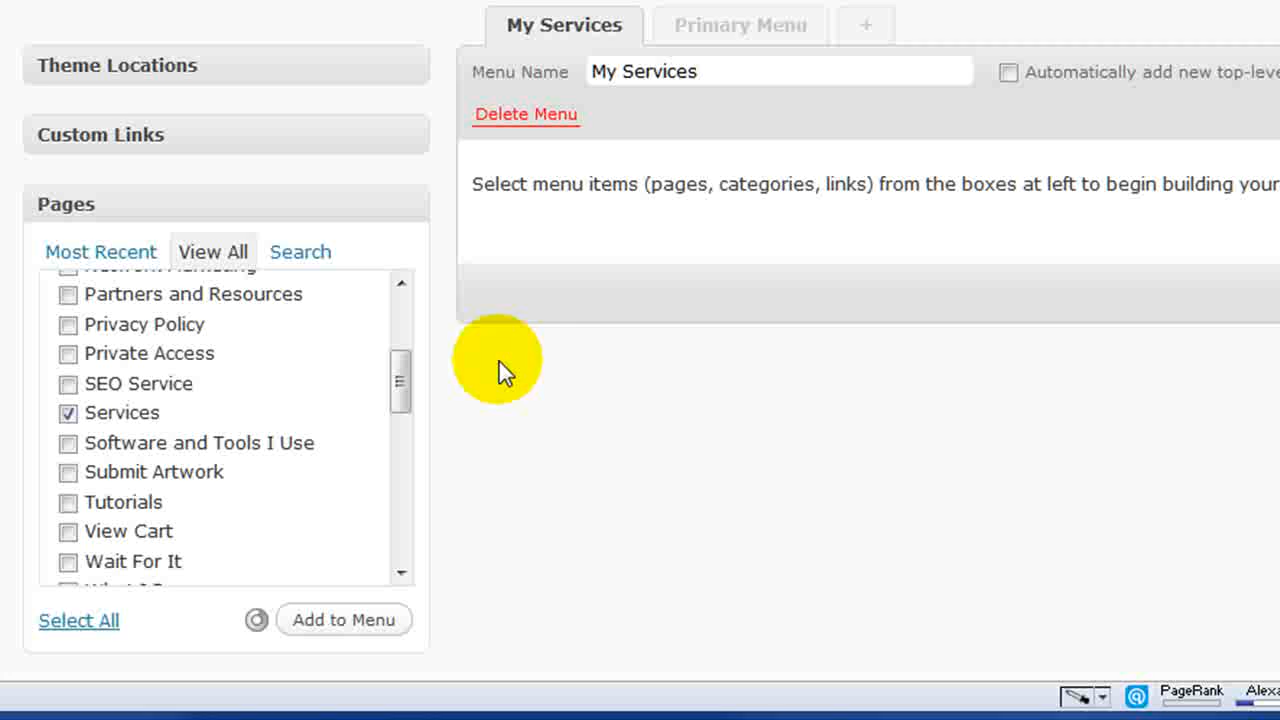 My Services
Primary Menu
+
Theme Locations
Menu Name
My Services
Automatically add new
Delete Menu
Custom Links
Select menu items (pages, categories, links) from the boxes at left to begin building your
Pages
Most Recent
View All
Search
Partners and Resources
Privacy Policy
Private Access
SEO Service
Services
Software and Tools I Use
Submit Artwork
Tutorials
View Cart
Wait For It
Select All
Add to Menu
PageRank